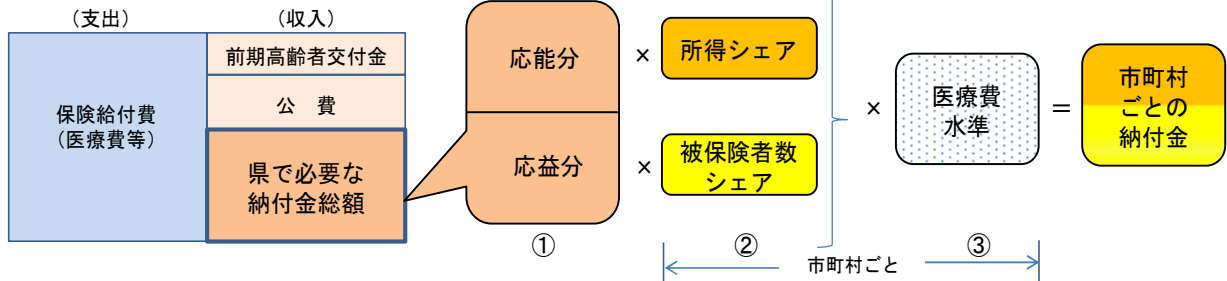 （支出）
（収入）
保険給付費
（医療費等）
前期高齢者交付金
公　費
県で必要な
納付金総額
応能分
×
所得シェア
応益分
×
被保険者数
シェア
×
医療費
水準
＝
市町村
ごとの
納付金
①
②
③
市町村ごと